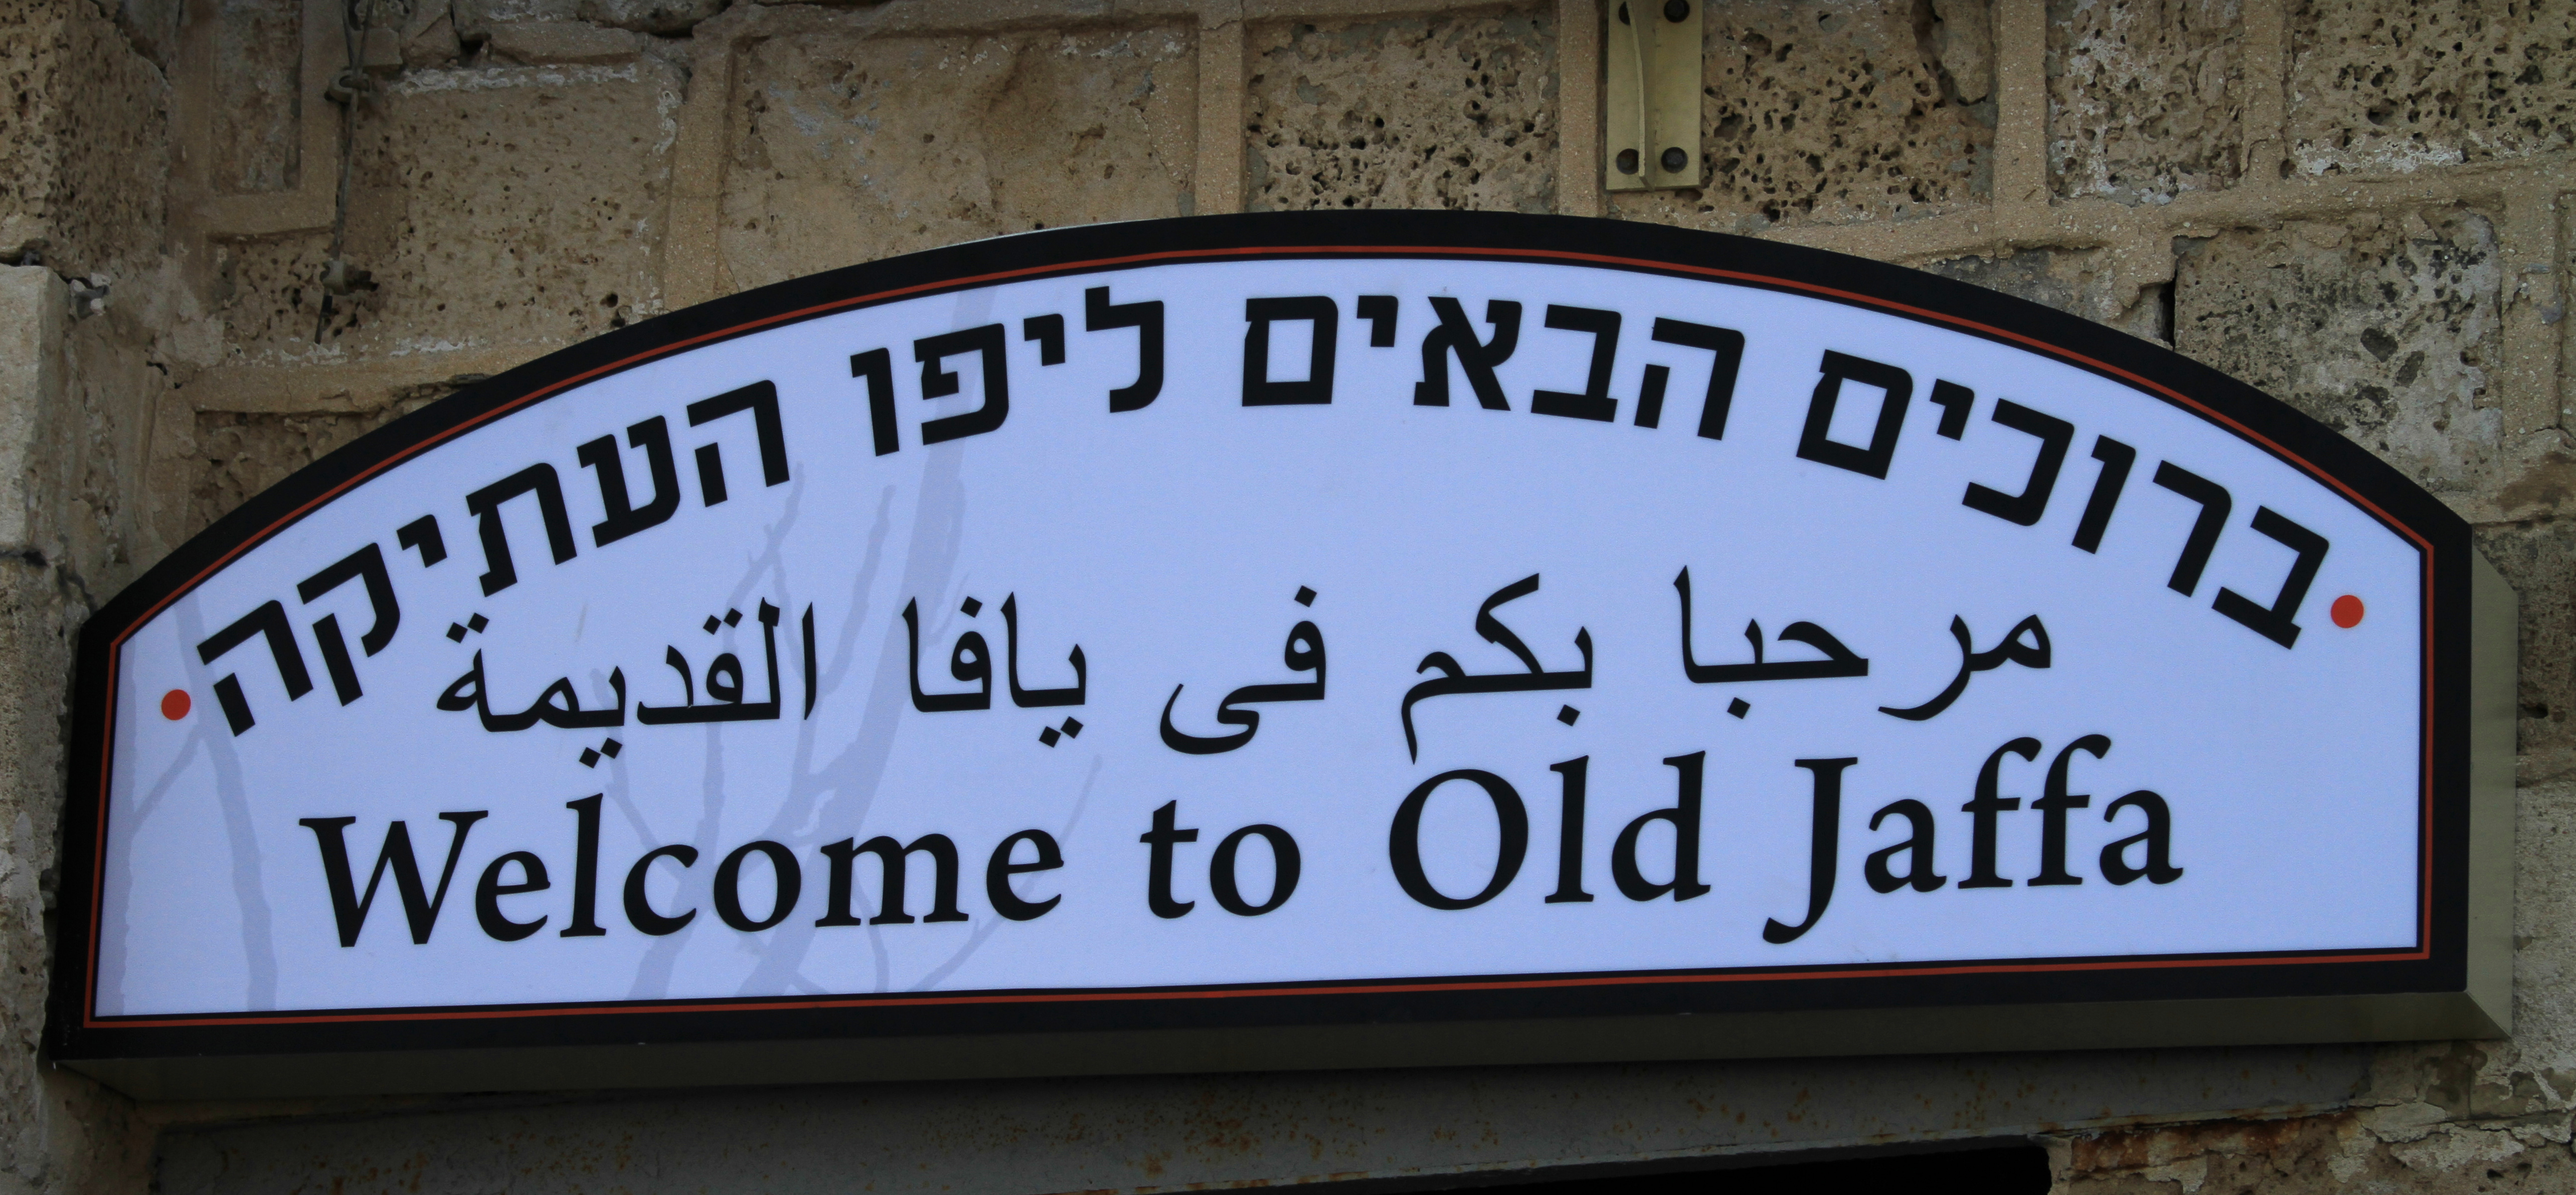 ברוכים הבאים ליפו העתיקה
مرحبا بكم فى يافا القديمة
Welcome to Old Jaffa